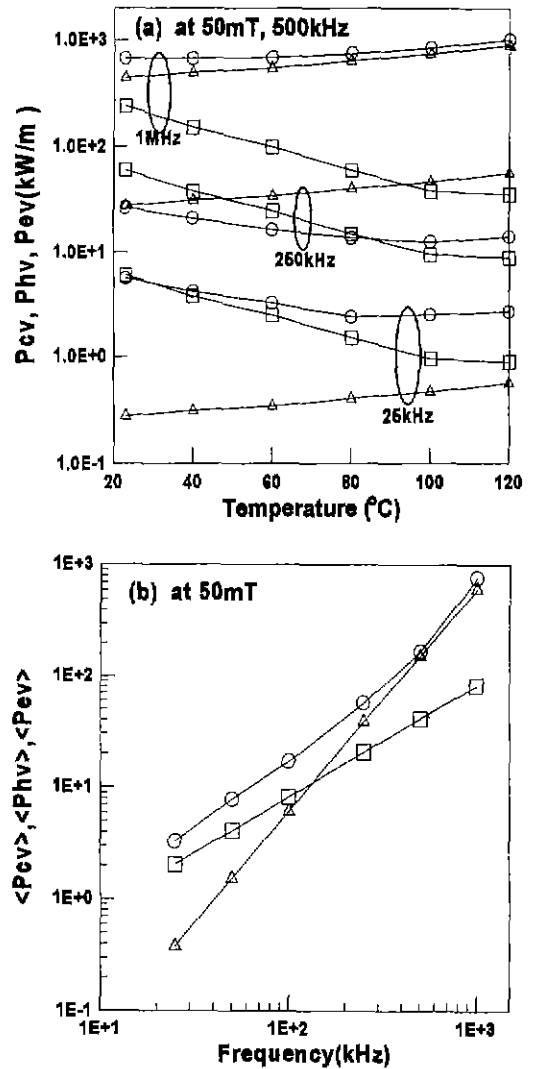 (a) at 50mT, 500kHz
Pcv, Phv, Pev(kW/m )
1.0E+3
1.0E+2
1.0E+1
1.0E+0
1.0E-1
1MHz
250kHz
25kHz
20 40 60 80 100 120
Temperature (°C)
(b) at 50mT
<Pcv>,<Phv>,<Pev>
1E+3
1E+2
1E+1
1E+0
1E-1
1E+1 1E+2 1E+3
Frequency(kHz)